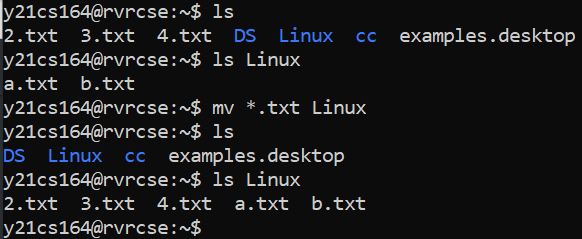 y21cs164@rvrcse:~$ ls
2.txt  3.txt  4.txt  DS  Linux  cc  examples.desktop
y21cs164@rvrcse:~$ ls Linux
a.txt  b.txt
y21cs164@rvrcse:~$ mv *.txt Linux
y21cs164@rvrcse:~$ ls
DS  Linux  cc  examples.desktop
y21cs164@rvrcse:~$ ls Linux
2.txt  3.txt  4.txt  a.txt  b.txt
y21cs164@rvrcse:~$